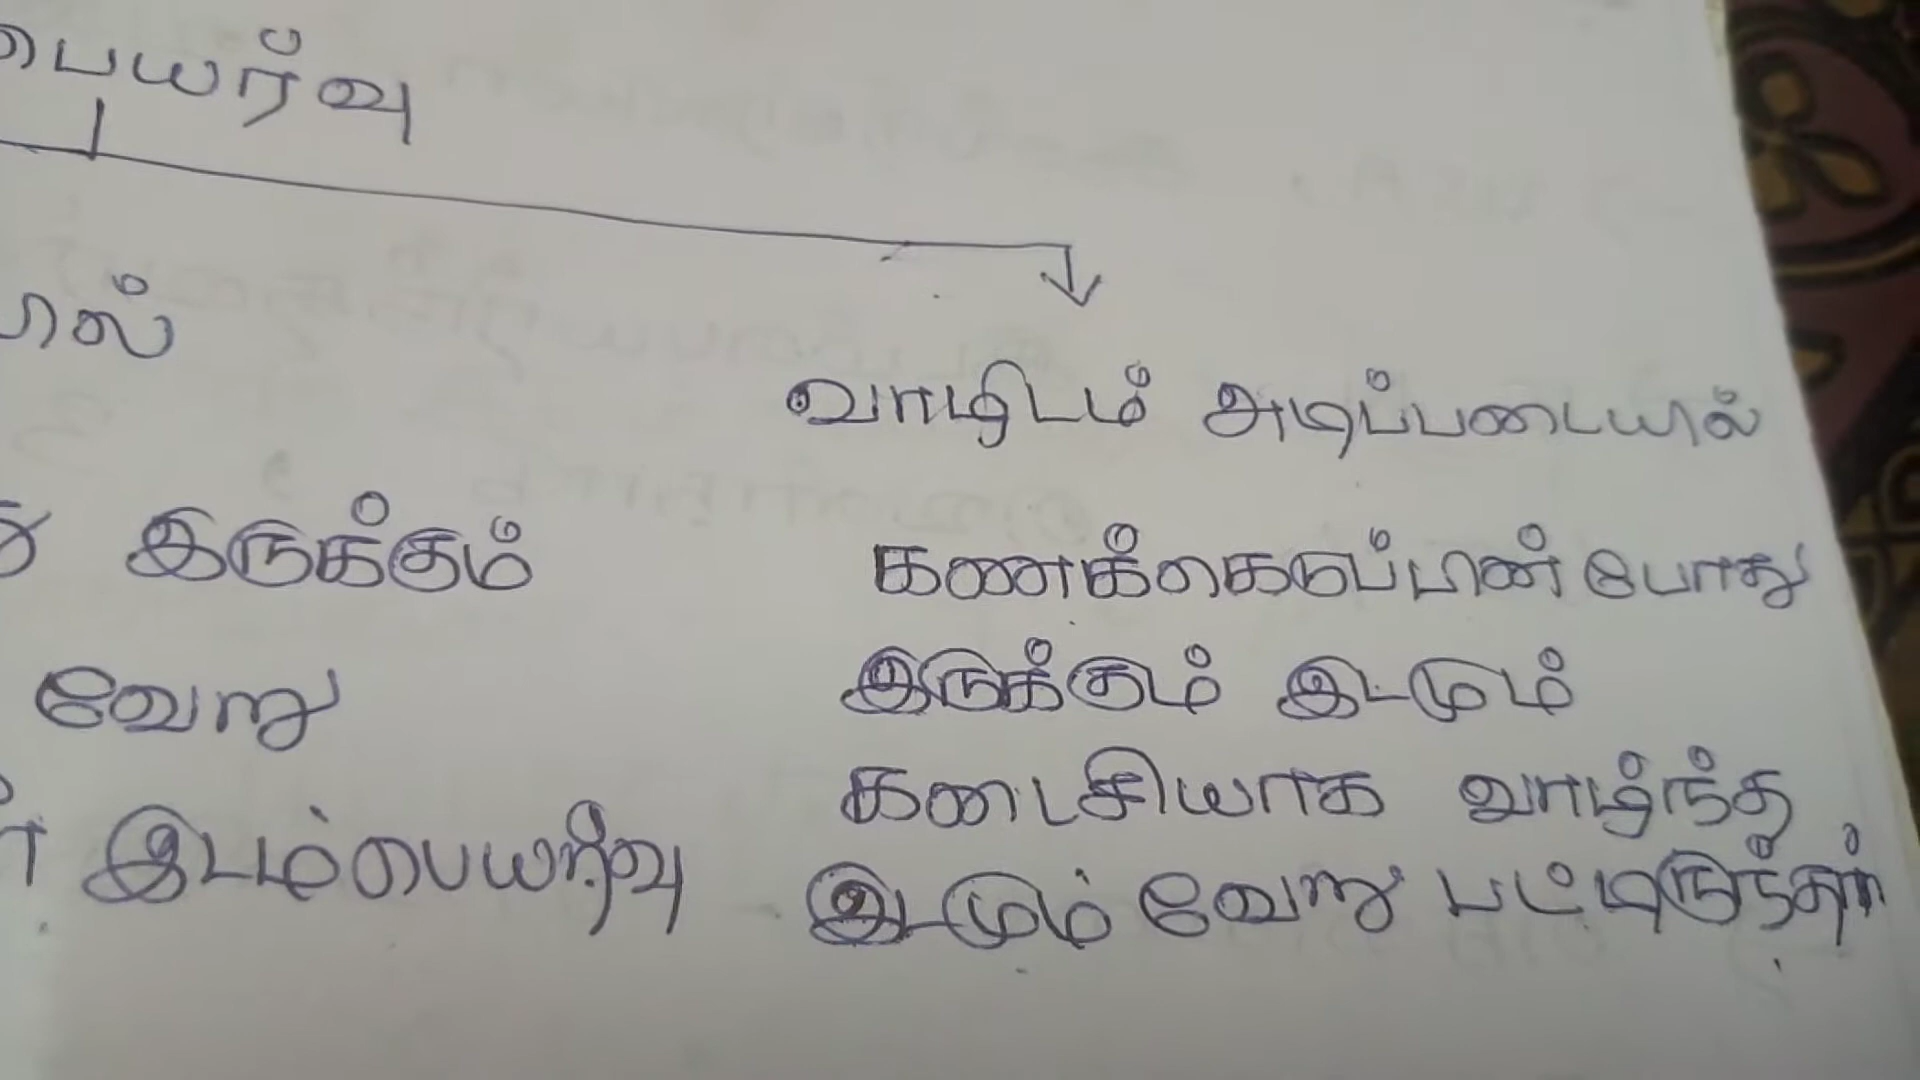 பெயர்வு
வாழிடம் அடிப்படையில்
இருக்கும்
கணக்கெடுப்பின் போது
இருக்கும் இடமும்
வேறு
கடைசியாக வாழ்ந்த
இடம்பெயர்வு
இடமும் வேறு பட்டிருந்தால்